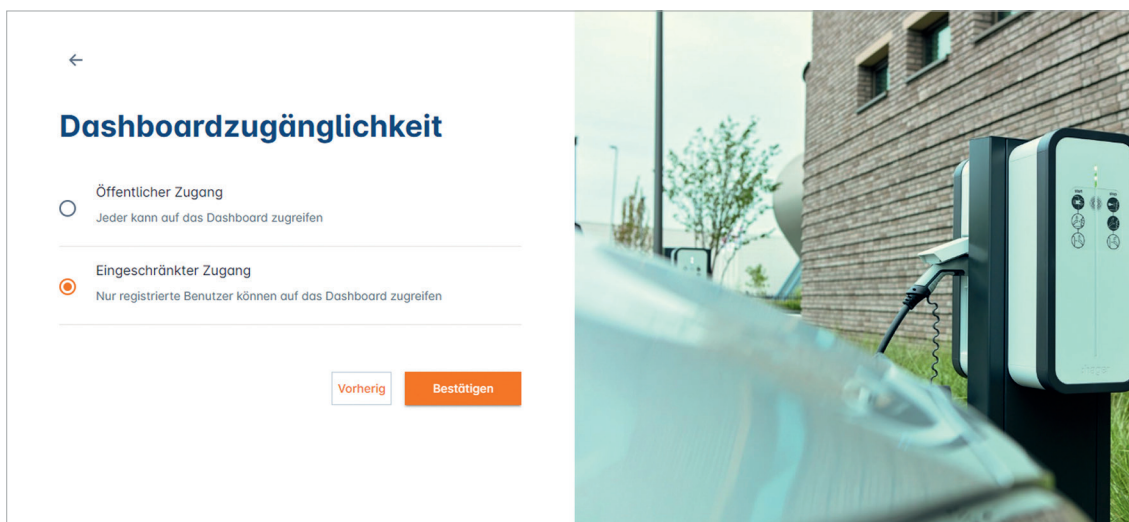 Dashboardzugänglichkeit
Öffentlicher Zugang
Jeder kann auf das Dashboard zugreifen
Eingeschränkter Zugang
Nur registrierte Benutzer können auf das Dashboard zugreifen
Vorherig
Bestätigen